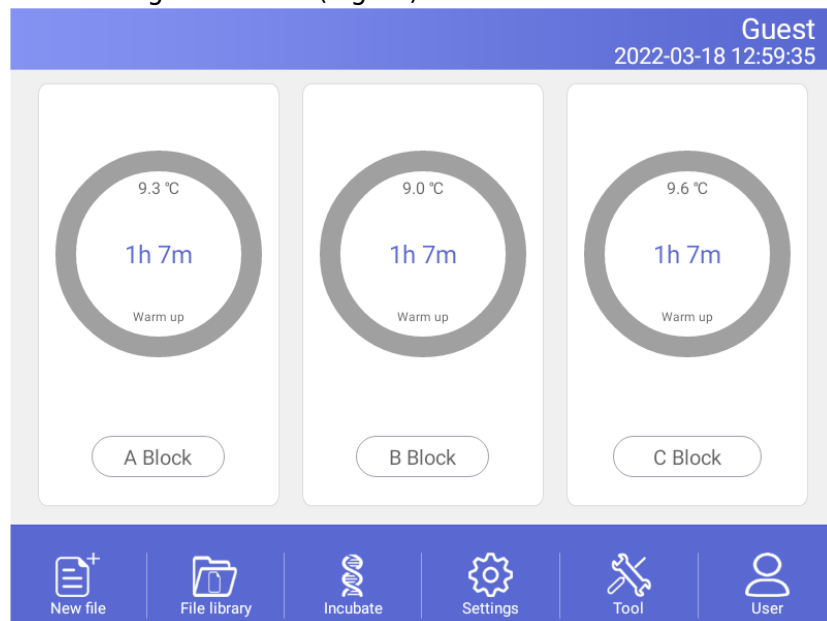 Guest
2022-03-18 12:59:35
9.3 ℃
1h 7m
Warm up
A Block
9.0 ℃
1h 7m
Warm up
B Block
9.6 ℃
1h 7m
Warm up
C Block
New file
File library
Incubate
Settings
Tool
User